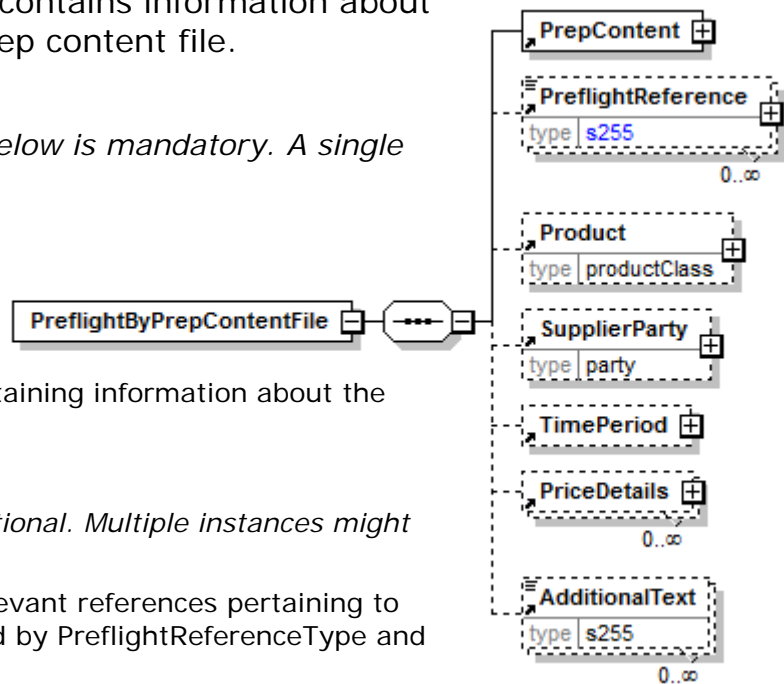 contains information about
ep content file.
elow is mandatory. A single
taining information about the
tional. Multiple instances might
evant references pertaining to
d by PreflightReferenceType and
PreflightByPrepContentFile
PrepContent
PreflightReference
type s255
0..∞
Product
type productClass
SupplierParty
type party
TimePeriod
PriceDetails
0..∞
AdditionalText
type s255
0..∞